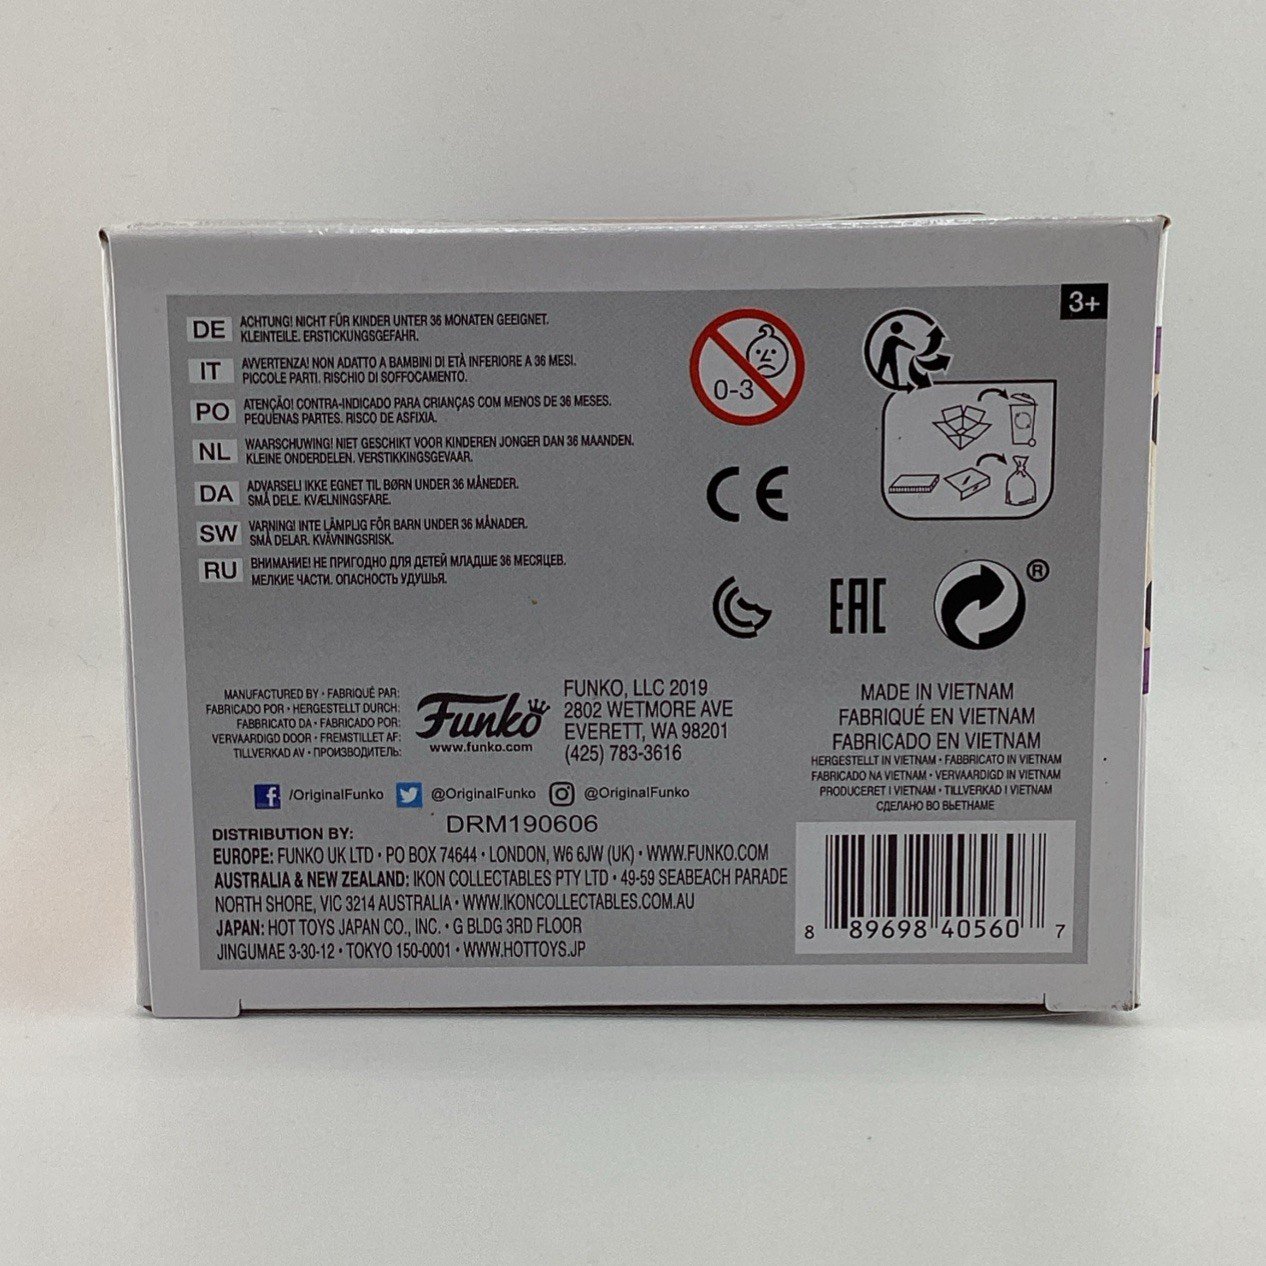 3+
DE ACHTUNG! NICHT FÜR KINDER UNTER 36 MONATEN GEEIGNET.
KLEINTEILE. ERSTICKUNGSGEFAHR.
IT AVVERTENZA! NON ADATTO A BAMBINI DI ETÀ INFERIORE A 36 MESI.
PICCOLE PARTI. RISCHIO DI SOFFOCAMENTO.
PO ATENÇÃO! CONTRA-INDICADO PARA CRIANÇAS COM MENOS DE 36 MESES.
PEQUENAS PARTES. RISCO DE ASFIXIA.
NL WAARSCHUWING! NIET GESCHIKT VOOR KINDEREN JONGER DAN 36 MAANDEN.
KLEINE ONDERDELEN. VERSTIKKINGSGEVAAR.
DA ADVARSEL! IKKE EGNET TIL BØRN UNDER 36 MÅNEDER.
SMÅ DELE. KVÆLNINGSFARE.
SW VARNING! INTE LÄMPLIG FÖR BARN UNDER 36 MÅNADER.
SMÅ DELAR. KVÄVNINGSRISK.
RU ВНИМАНИЕ! НЕ ПРИГОДНО ДЛЯ ДЕТЕЙ МЛАДШЕ 36 МЕСЯЦЕВ.
МЕЛКИЕ ЧАСТИ. ОПАСНОСТЬ УДУШЬЯ.
0-3
CE
EAC
®
MANUFACTURED BY • FABRIQUÉ PAR:
FABRICADO POR • HERGESTELLT DURCH:
FABBRICATO DA • FABRICADO POR:
VERVAARDIGD DOOR • FREMSTILLET AF:
TILLVERKAD AV • ПРОИЗВОДИТЕЛЬ:
Funko
www.funko.com
FUNKO, LLC 2019
2802 WETMORE AVE
EVERETT, WA 98201
(425) 783-3616
MADE IN VIETNAM
FABRIQUÉ EN VIETNAM
FABRICADO EN VIETNAM
HERGESTELLT IN VIETNAM • FABBRICATO IN VIETNAM
FABRICADO NA VIETNAM • VERVAARDIGD IN VIETNAM
PRODUCERET I VIETNAM • TILLVERKAD I VIETNAM
СДЕЛАНО ВО ВЬЕТНАМЕ
/OriginalFunko @OriginalFunko @OriginalFunko
DRM190606
DISTRIBUTION BY:
EUROPE: FUNKO UK LTD • PO BOX 74644 • LONDON, W6 6JW (UK) • WWW.FUNKO.COM
AUSTRALIA & NEW ZEALAND: IKON COLLECTABLES PTY LTD • 49-59 SEABEACH PARADE
NORTH SHORE, VIC 3214 AUSTRALIA • WWW.IKONCOLLECTABLES.COM.AU
JAPAN: HOT TOYS JAPAN CO., INC. • G BLDG 3RD FLOOR
JINGUMAE 3-30-12 • TOKYO 150-0001 • WWW.HOTTOYS.JP
8 89698 40560 7